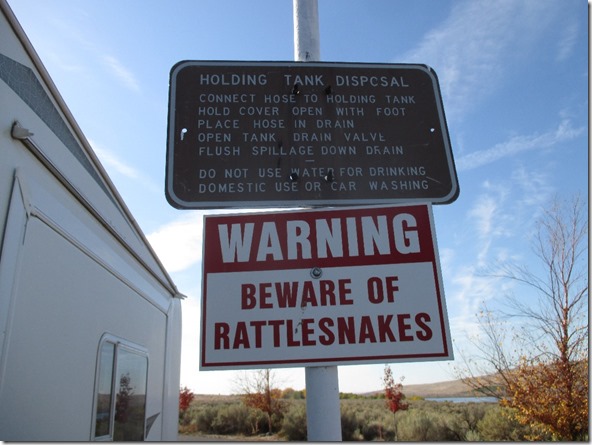 HOLDING TANK DISPCSAL
CONNECT HOSE TO HOLDING TANK
HOLD COVER OPEN WITH FOOT
PLACE HOSE IN DRAIN
OPEN TANK DRAIN VALVE
FLUSH SPILLAGE DOWN DRAIN
DO NOT USE WATER FOR DRINKING
DOMESTIC USE OR CAR WASHING
WARNING
BEWARE OF
RATTLESNAKES